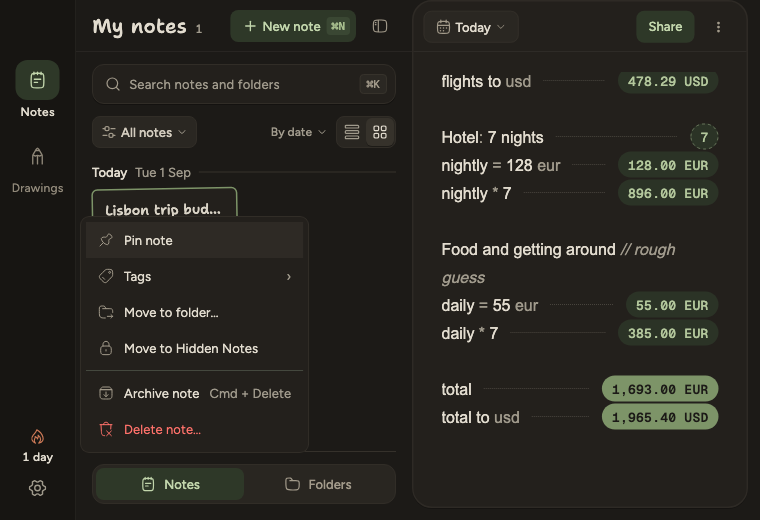 My notes 1
+ New note ⌘N
Today
Share
Notes
Drawings
1 day
Search notes and folders ⌘K
All notes
By date
Today Tue 1 Sep
Lisbon trip bud...
Pin note
Tags
Move to folder...
Move to Hidden Notes
Archive note Cmd + Delete
Delete note...
Notes
Folders
flights to usd 478.29 USD
Hotel: 7 nights 7
nightly = 128 eur 128.00 EUR
nightly * 7 896.00 EUR
Food and getting around // rough
guess
daily = 55 eur 55.00 EUR
daily * 7 385.00 EUR
total 1,693.00 EUR
total to usd 1,965.40 USD